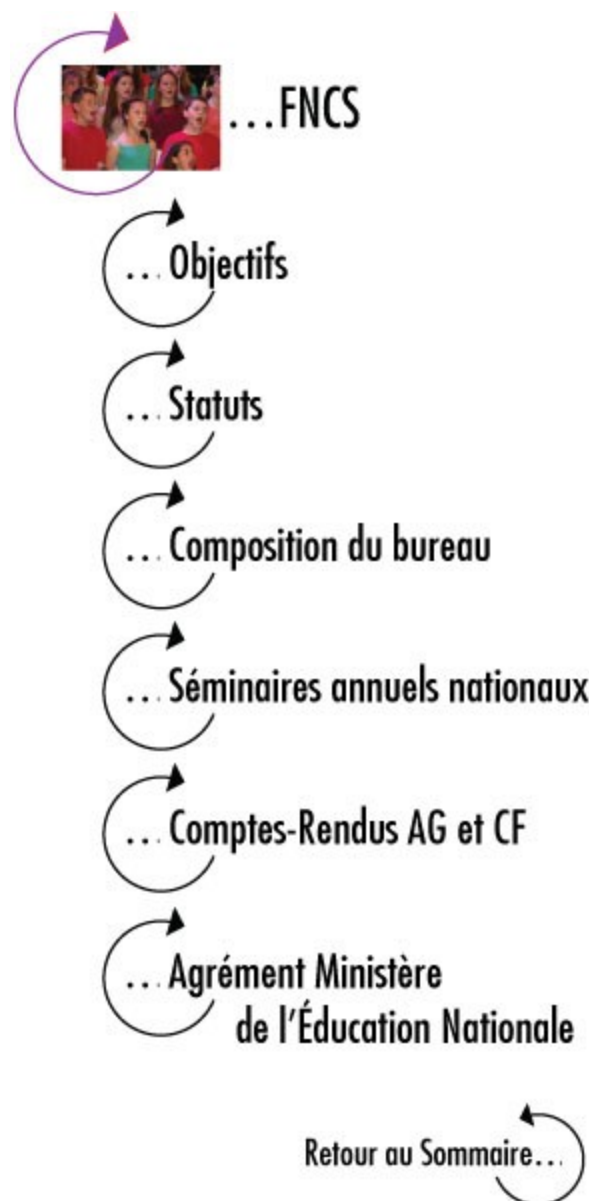 ...FNCS
... Objectifs
... Statuts
... Composition du bureau
... Séminaires annuels nationaux
... Comptes-Rendus AG et CF
... Agrément Ministère
de l'Éducation Nationale
Retour au Sommaire...